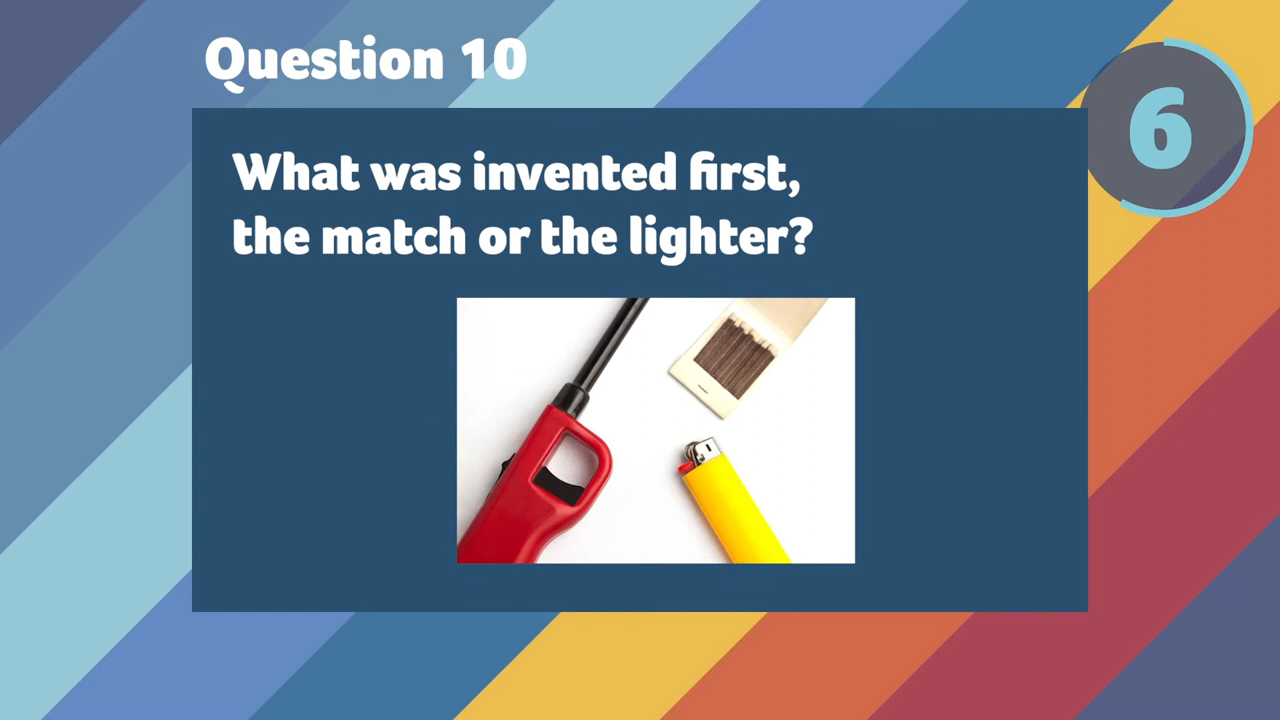 Question 10
6
What was invented first,
the match or the lighter?